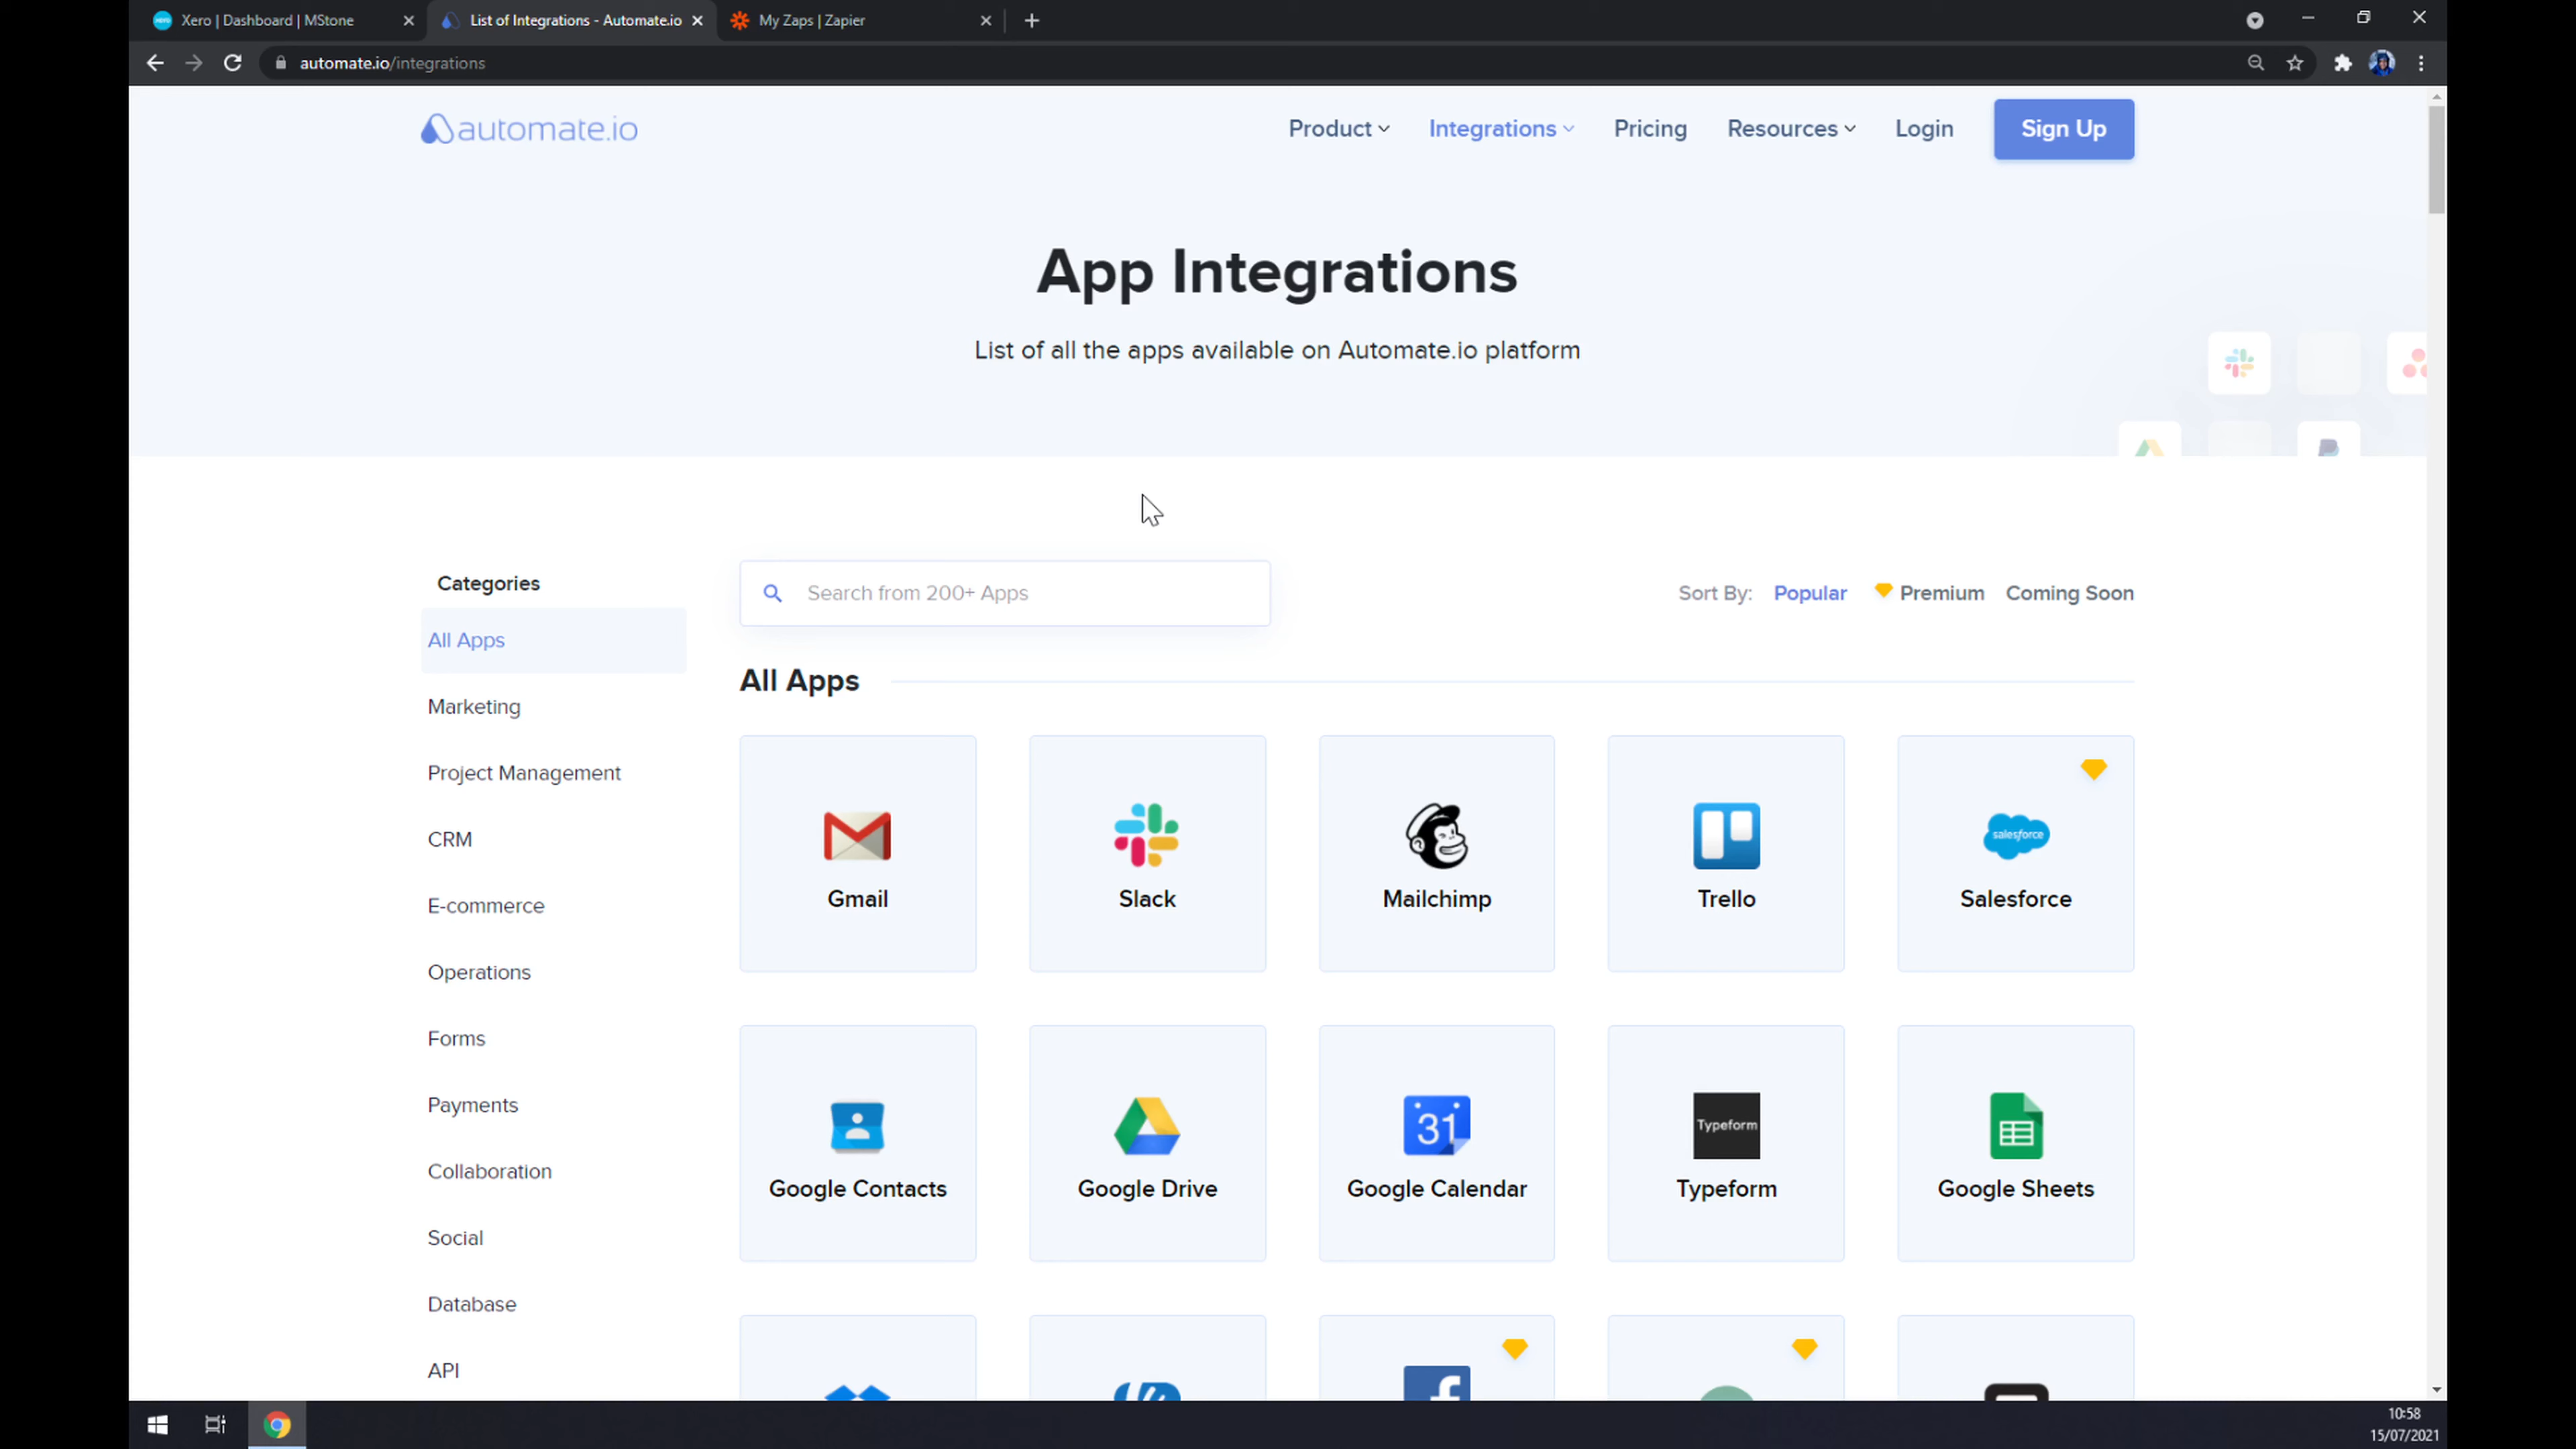 Xero | Dashboard | MStone
List of Integrations - Automate.io
My Zaps | Zapier
automate.io/integrations
automate.io
Product
Integrations
Pricing
Resources
Login
Sign Up
App Integrations
List of all the apps available on Automate.io platform
Categories
Search from 200+ Apps
Sort By: Popular Premium Coming Soon
All Apps
Marketing
Project Management
CRM
E-commerce
Operations
Forms
Payments
Collaboration
Social
Database
API
All Apps
Gmail
Slack
Mailchimp
Trello
salesforce
Salesforce
Google Contacts
Google Drive
31
Google Calendar
Typeform
Typeform
Google Sheets
10:58
15/07/2021